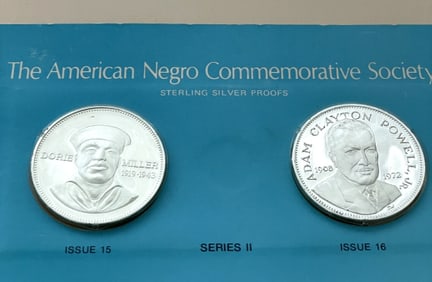 The American Negro Commemorative Society
STERLING SILVER PROOFS
DORIE MILLER
1919-1943
ADAM CLAYTON POWELL, JR.
1908 1972
ISSUE 15 SERIES II ISSUE 16